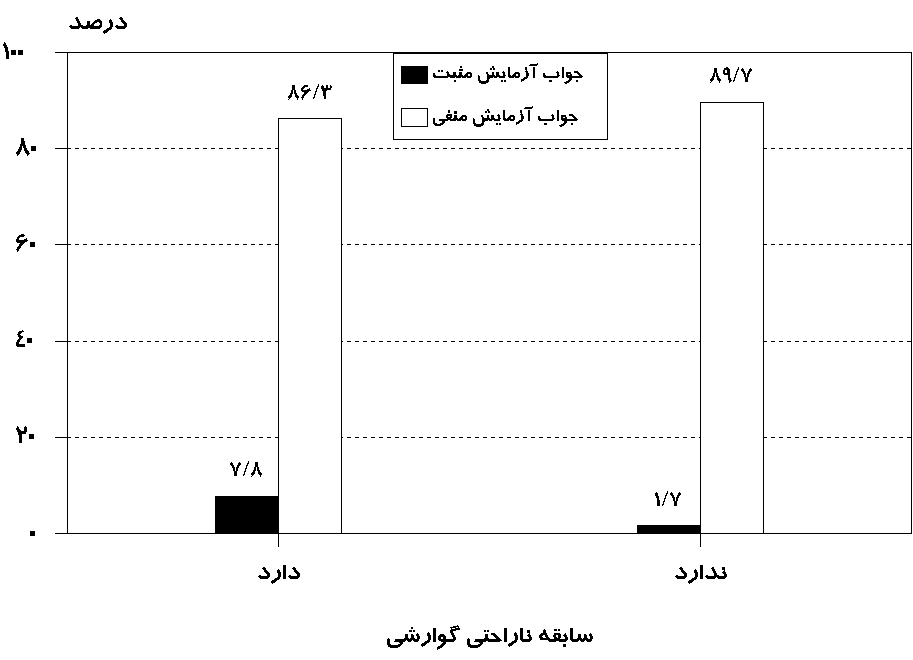 درصد
۱۰۰
جواب آزمایش مثبت
جواب آزمایش منفی
۸۶/۳
۸۹/۷
۸۰
۶۰
۴۰
۲۰
۷/۸
۱/۷
۰
دارد
ندارد
سابقه ناراحتی گوارشی